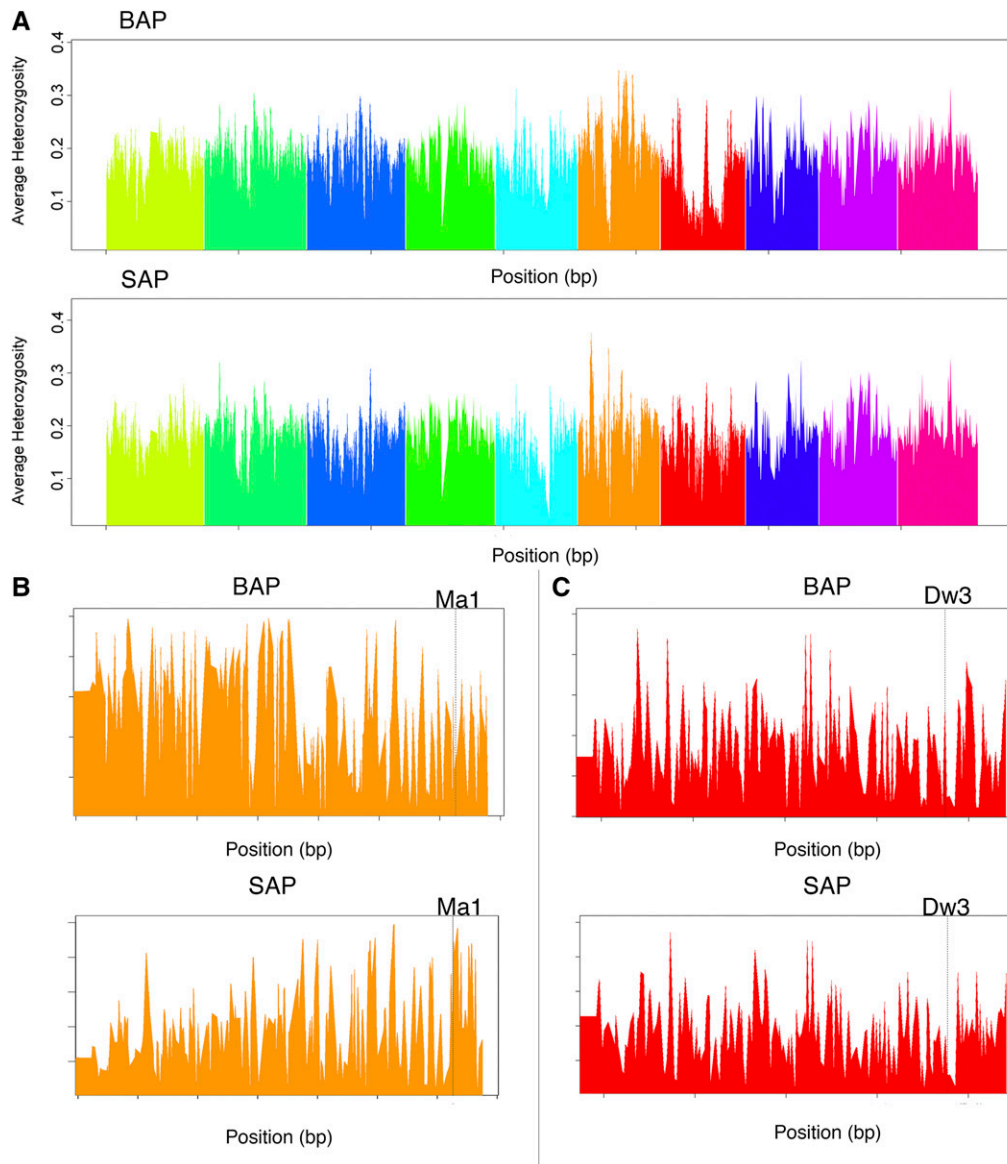 A
BAP
0.4
0.3
0.2
0.1
Average Heterozygosity
Position (bp)
SAP
0.4
0.3
0.2
0.1
Average Heterozygosity
Position (bp)
B
BAP
Ma1
Position (bp)
SAP
Ma1
Position (bp)
C
BAP
Dw3
Position (bp)
SAP
Dw3
Position (bp)